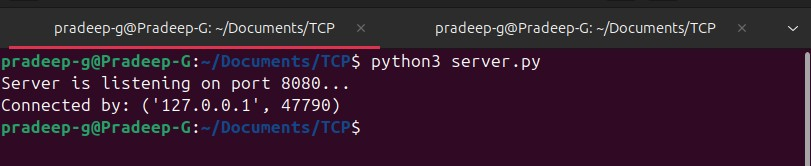 pradeep-g@Pradeep-G: ~/Documents/TCP
pradeep-g@Pradeep-G: ~/Documents/TCP
pradeep-g@Pradeep-G:~/Documents/TCP$ python3 server.py
Server is listening on port 8080...
Connected by: ('127.0.0.1', 47790)
pradeep-g@Pradeep-G:~/Documents/TCP$